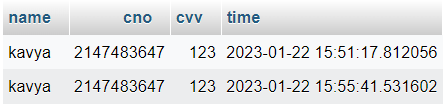 name cno cvv time
kavya 2147483647 123 2023-01-22 15:51:17.812056
kavya 2147483647 123 2023-01-22 15:55:41.531602